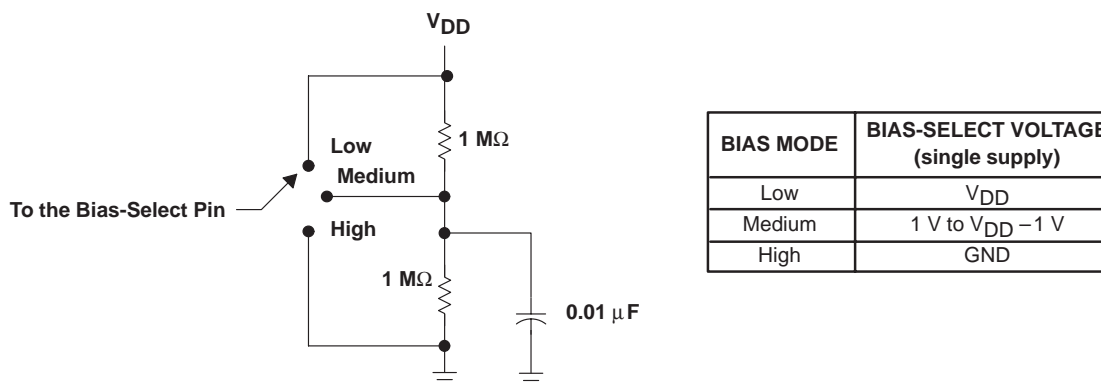 VDD
1 MΩ
Low
Medium
To the Bias-Select Pin
High
1 MΩ
0.01 μF
BIAS MODE
BIAS-SELECT VOLTAGE
(single supply)
Low
VDD
Medium
1 V to VDD –1 V
High
GND